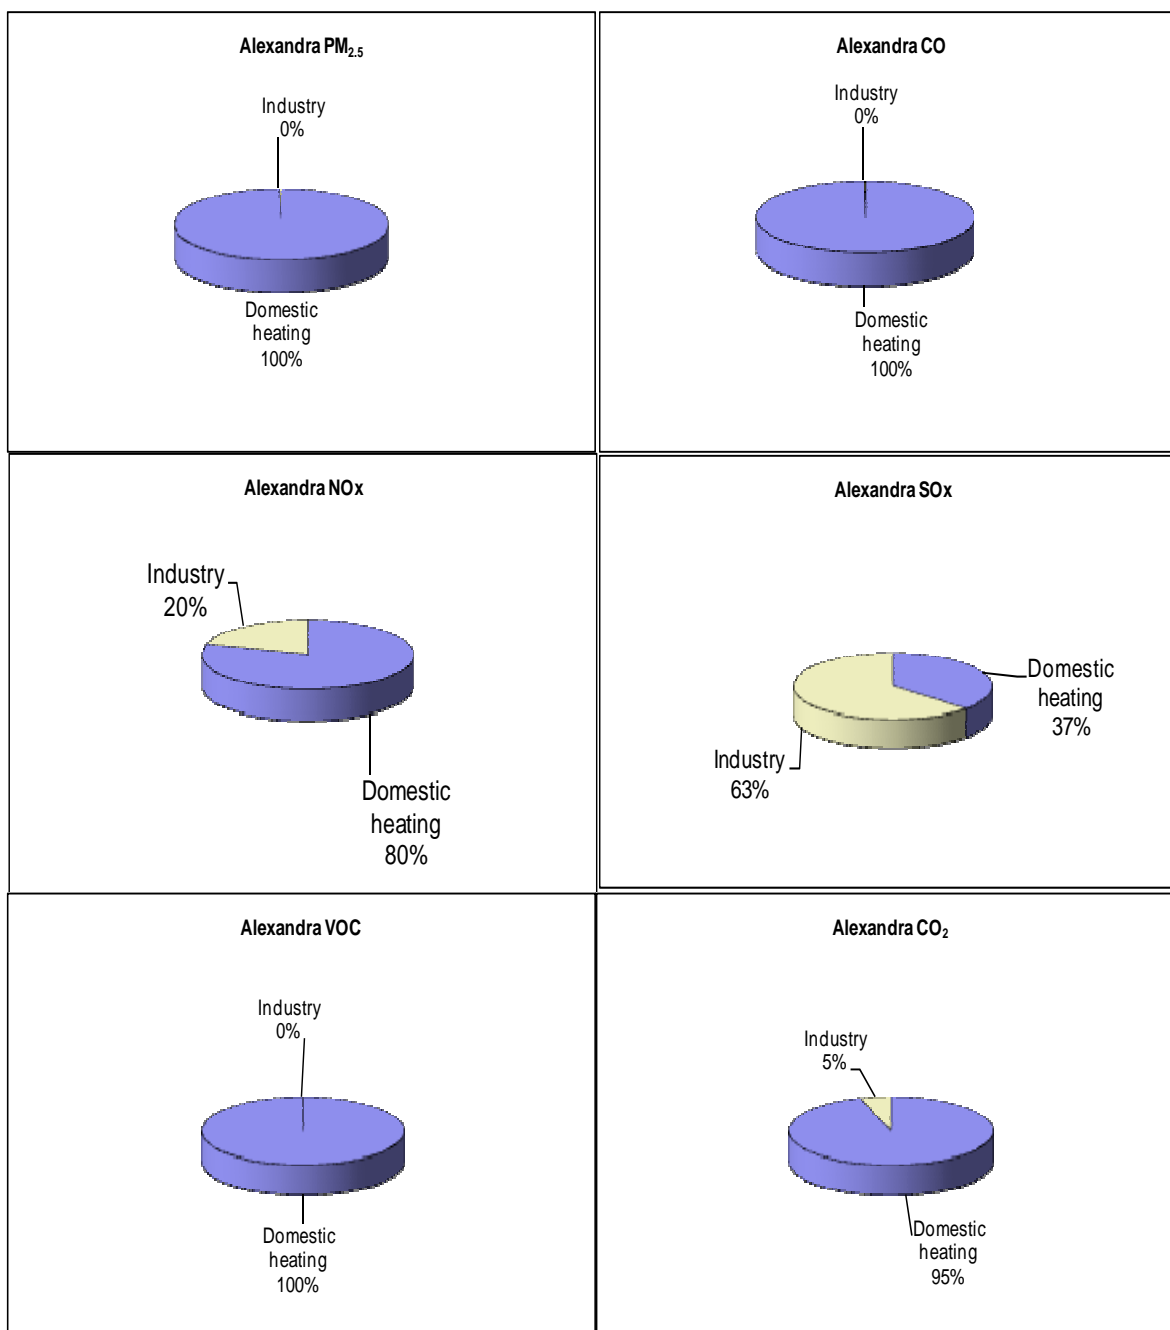 Alexandra PM2.5
Industry
0%
Domestic
heating
100%
Alexandra CO
Industry
0%
Domestic
heating
100%
Alexandra NOx
Industry
20%
Domestic
heating
80%
Alexandra SOx
Domestic
heating
37%
Industry
63%
Alexandra VOC
Industry
0%
Domestic
heating
100%
Alexandra CO2
Industry
5%
Domestic
heating
95%